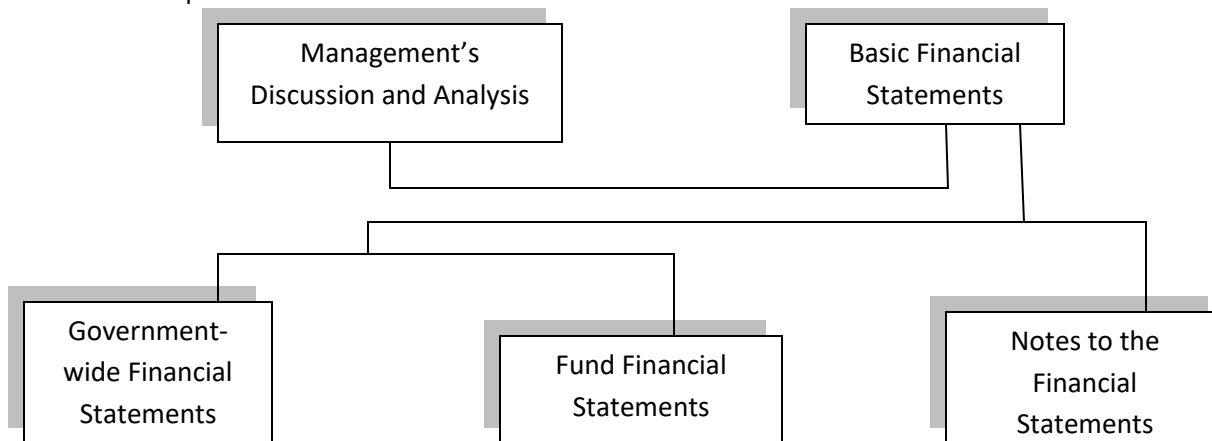 Management’s
Discussion and Analysis
Basic Financial
Statements
Government-
wide Financial
Statements
Fund Financial
Statements
Notes to the
Financial
Statements